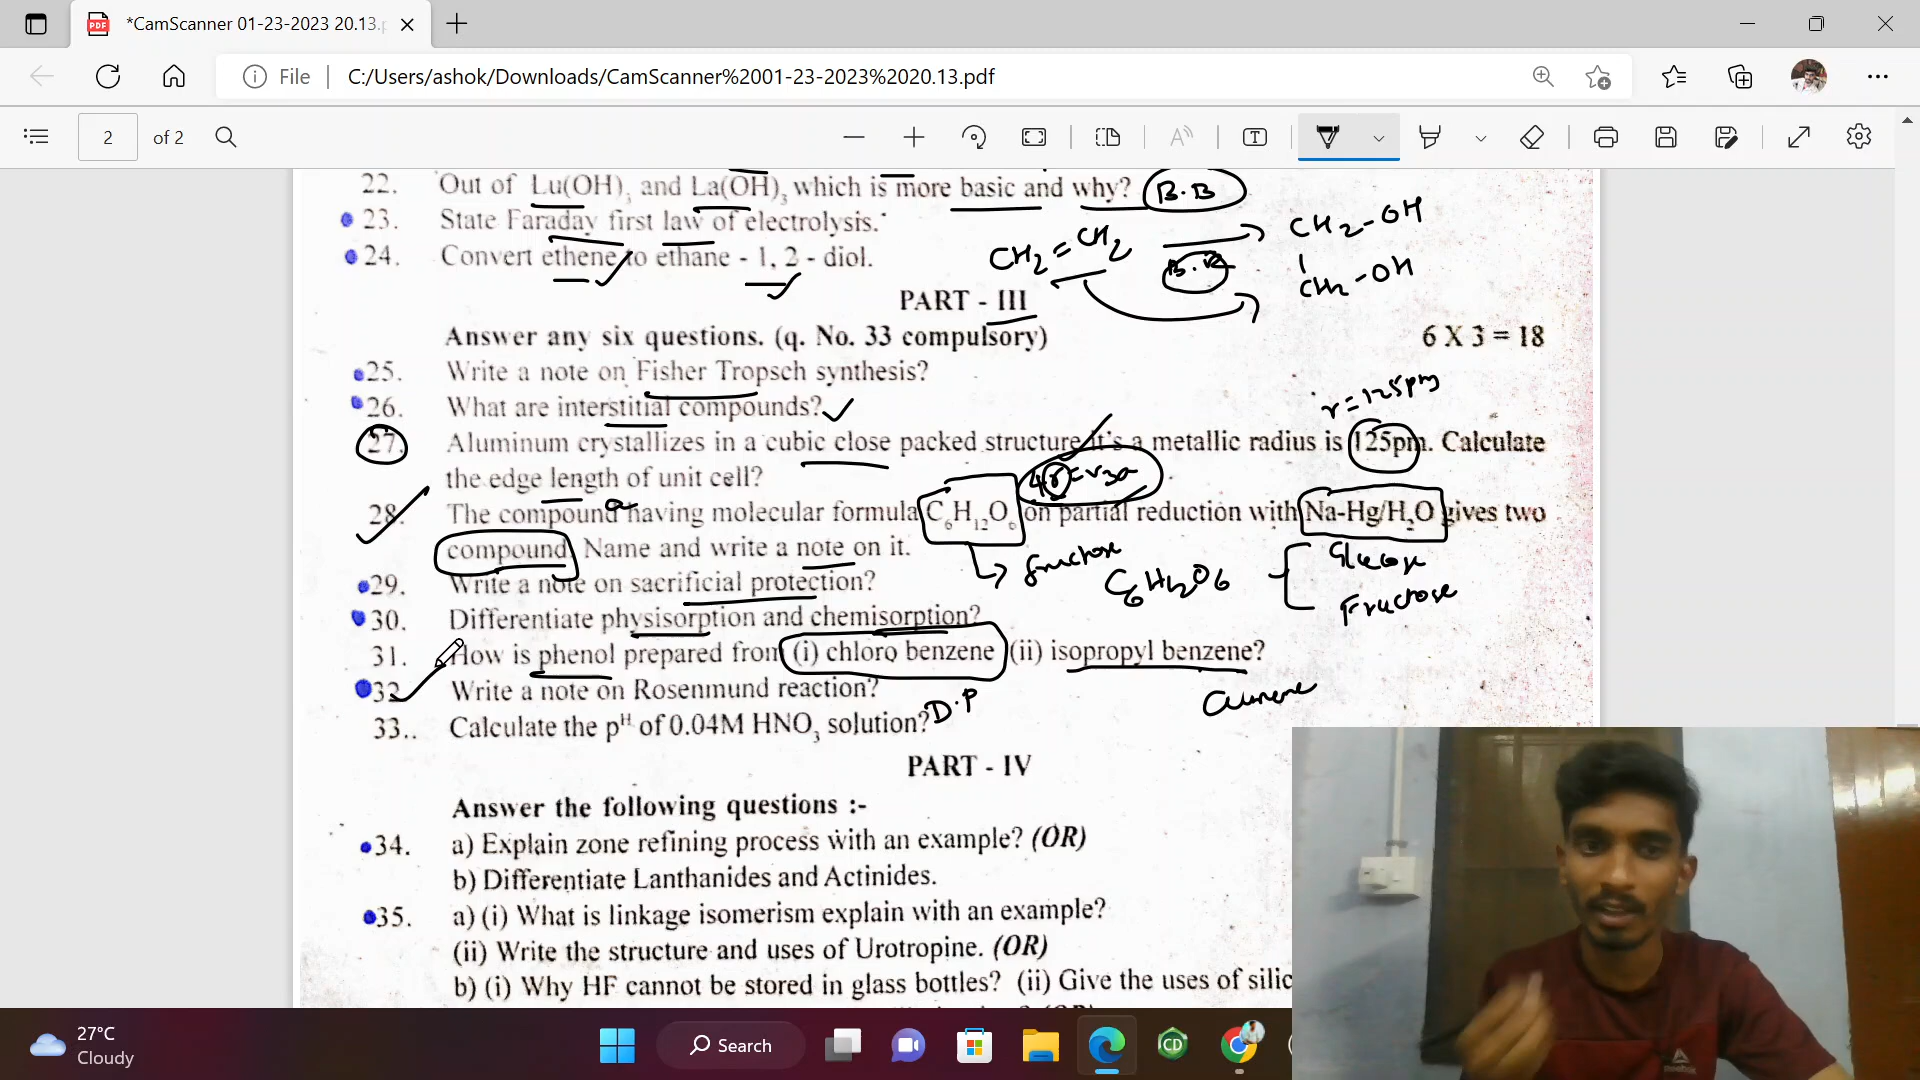 *CamScanner 01-23-2023 20.13.p
File
C:/Users/ashok/Downloads/CamScanner%2001-23-2023%2020.13.pdf
2 of 2
22. Out of Lu(OH)₃ and La(OH)₃ which is more basic and why? B.B
23. State Faraday first law of electrolysis.
CH₂=CH₂
CH₂-OH
24. Convert ethene to ethane - 1, 2 - diol.
CH₂-OH
PART - III
Answer any six questions. (q. No. 33 compulsory) 6 X 3 = 18
25. Write a note on Fisher Tropsch synthesis?
r=125pm
26. What are interstitial compounds?
27. Aluminum crystallizes in a cubic close packed structure it's a metallic radius is 125pm. Calculate
the edge length of unit cell?
4r=√3a
a
28. The compound having molecular formula C₆H₁₂O₆ on partial reduction with Na-Hg/H₂O gives two
compound. Name and write a note on it.
fructose
C₆H₁₂O₆
Glucose
Fructose
29. Write a note on sacrificial protection?
30. Differentiate physisorption and chemisorption?
31. How is phenol prepared from (i) chloro benzene (ii) isopropyl benzene?
32. Write a note on Rosenmund reaction?
D.P
Cumene
33.. Calculate the pᴴ of 0.04M HNO₃ solution?
PART - IV
Answer the following questions :-
34. a) Explain zone refining process with an example? (OR)
b) Differentiate Lanthanides and Actinides.
35. a) (i) What is linkage isomerism explain with an example?
(ii) Write the structure and uses of Urotropine. (OR)
b) (i) Why HF cannot be stored in glass bottles? (ii) Give the uses of silic
27°C
Cloudy
Search
CD
Reebok